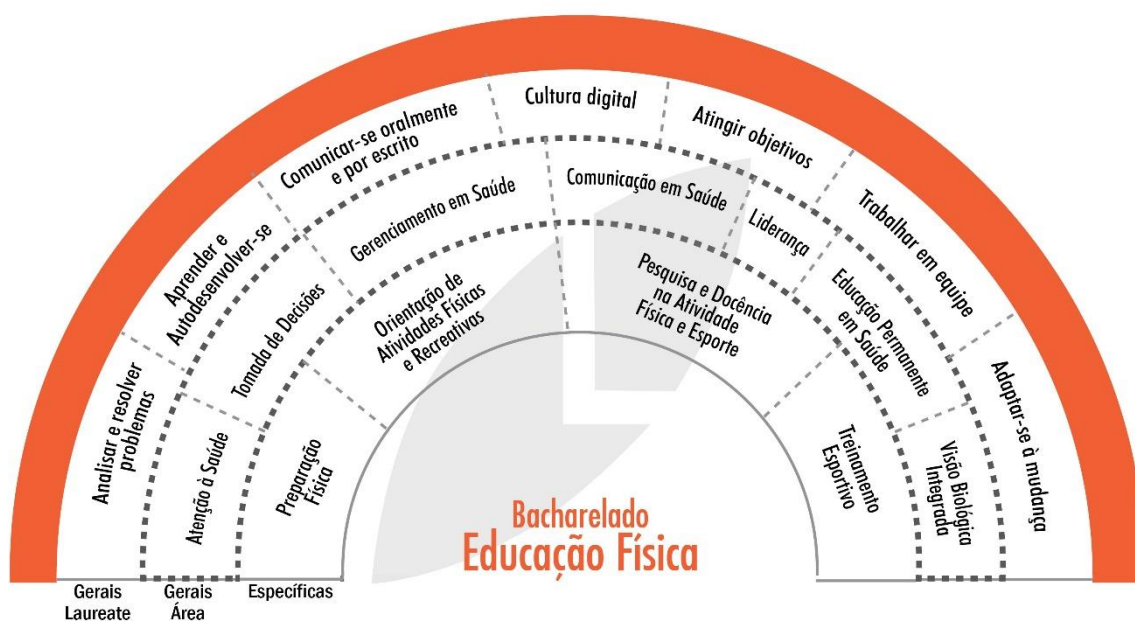 Analisar e resolver
problemas
Aprender e
Autodesenvolver-se
Comunicar-se oralmente
e por escrito
Cultura digital
Atingir objetivos
Trabalhar em equipe
Adaptar-se à mudança
Atenção à Saúde
Tomada de Decisões
Gerenciamento em Saúde
Comunicação em Saúde
Liderança
Educação Permanente
em Saúde
Visão Biológica
Integrada
Preparação
Física
Orientação de
Atividades Físicas
e Recreativas
Pesquisa e Docência
na Atividade
Física e Esporte
Treinamento
Esportivo
Bacharelado
Educação Física
Gerais
Laureate
Gerais
Área
Específicas